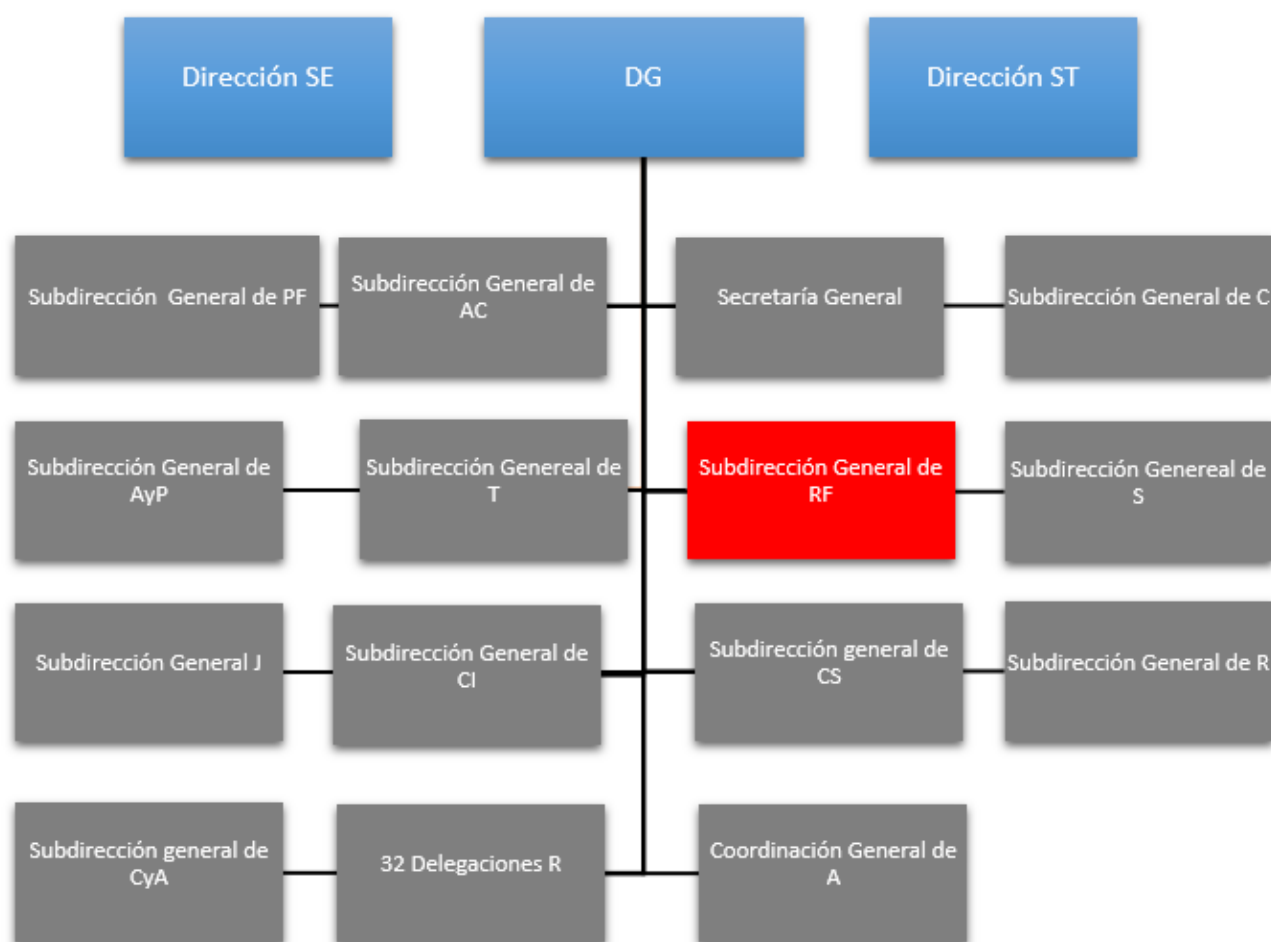 Dirección SE
DG
Dirección ST
Subdirección  General de PF
Subdirección General de
AC
Secretaría General
Subdirección General de C
Subdirección General de
AyP
Subdirección Genereal de
T
Subdirección General de
RF
Subdirección Genereal de
S
Subdirección General J
Subdirección General de
CI
Subdirección general de
CS
Subdirección General de R
Subdirección general de
CyA
32 Delegaciones R
Coordinación General de
A